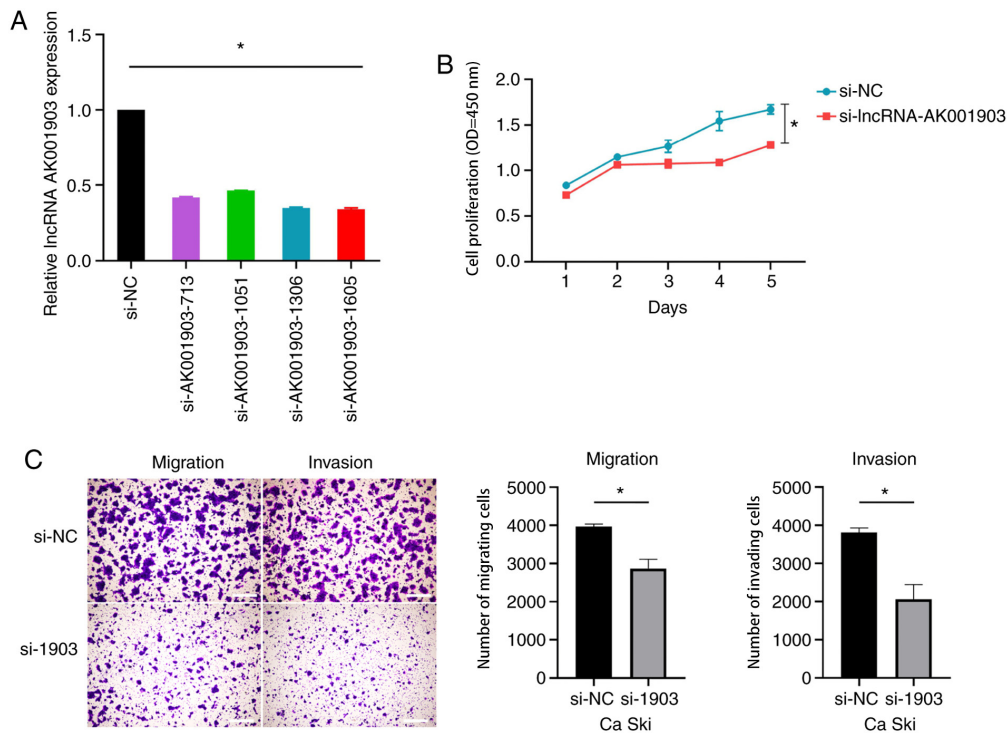 A
Relative lncRNA AK001903 expression
1.5
1.0
0.5
0.0
*
si-NC
si-AK001903-713
si-AK001903-1051
si-AK001903-1306
si-AK001903-1605
B
Cell proliferation (OD=450 nm)
2.0
1.5
1.0
0.5
0.0
1 2 3 4 5
Days
si-NC
si-lncRNA-AK001903
*
C
Migration Invasion
si-NC
si-1903
Migration
Number of migrating cells
5000
4000
3000
2000
1000
0
*
si-NC si-1903
Ca Ski
Invasion
Number of invading cells
5000
4000
3000
2000
1000
0
*
si-NC si-1903
Ca Ski